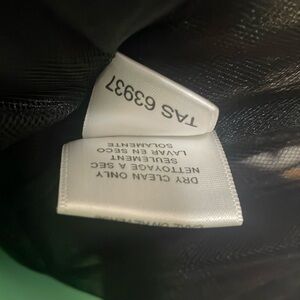 TAS 63937
DRY CLEAN ONLY
NETTOYAGE A SEC
SEULEMENT
LAVAR EN SECO
SOLAMENTE